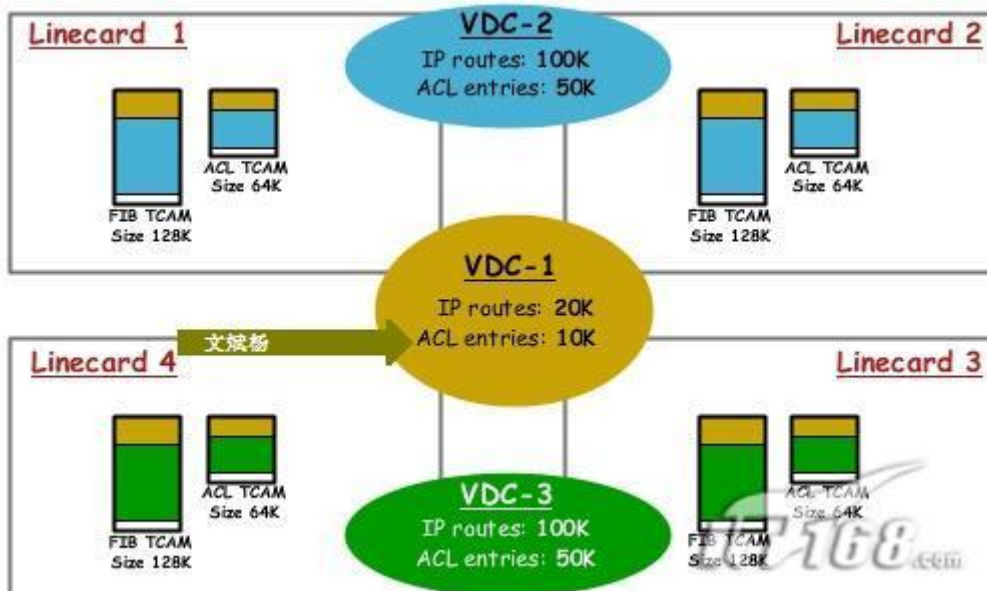 Linecard 1
VDC-2
IP routes: 100K
ACL entries: 50K
Linecard 2
ACL TCAM
Size 64K
FIB TCAM
Size 128K
ACL TCAM
Size 64K
FIB TCAM
Size 128K
VDC-1
IP routes: 20K
ACL entries: 10K
文斌杨
Linecard 4
Linecard 3
ACL TCAM
Size 64K
FIB TCAM
Size 128K
VDC-3
IP routes: 100K
ACL entries: 50K
ACL TCAM
Size 64K
FIB TCAM
Size 128K
IT168.com